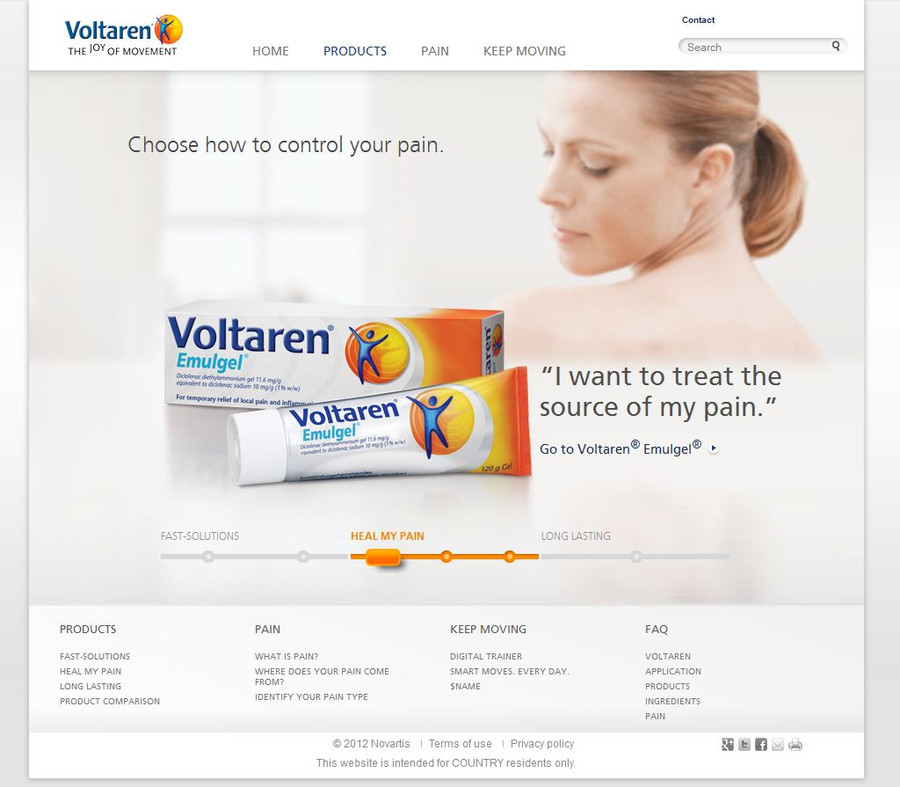 Voltaren®
THE JOY OF MOVEMENT
HOME PRODUCTS PAIN KEEP MOVING
Contact
Search
Choose how to control your pain.
Voltaren®
Emulgel®
Diclofenac diethylammonium gel 11.6 mg/g
equivalent to diclofenac sodium 10 mg/g (1% w/w)
For temporary relief of local pain and
Voltaren®
Emulgel®
Diclofenac diethylammonium gel 11.6 mg/g
equivalent to diclofenac sodium 10 mg/g (1% w/w)
120 g Gel
“I want to treat the
source of my pain.”
Go to Voltaren® Emulgel®
FAST-SOLUTIONS HEAL MY PAIN LONG LASTING
PRODUCTS
FAST-SOLUTIONS
HEAL MY PAIN
LONG LASTING
PRODUCT COMPARISON
PAIN
WHAT IS PAIN?
WHERE DOES YOUR PAIN COME
FROM?
IDENTIFY YOUR PAIN TYPE
KEEP MOVING
DIGITAL TRAINER
SMART MOVES. EVERY DAY.
$NAME
FAQ
VOLTAREN
APPLICATION
PRODUCTS
INGREDIENTS
PAIN
© 2012 Novartis | Terms of use | Privacy policy
This website is intended for COUNTRY residents only.